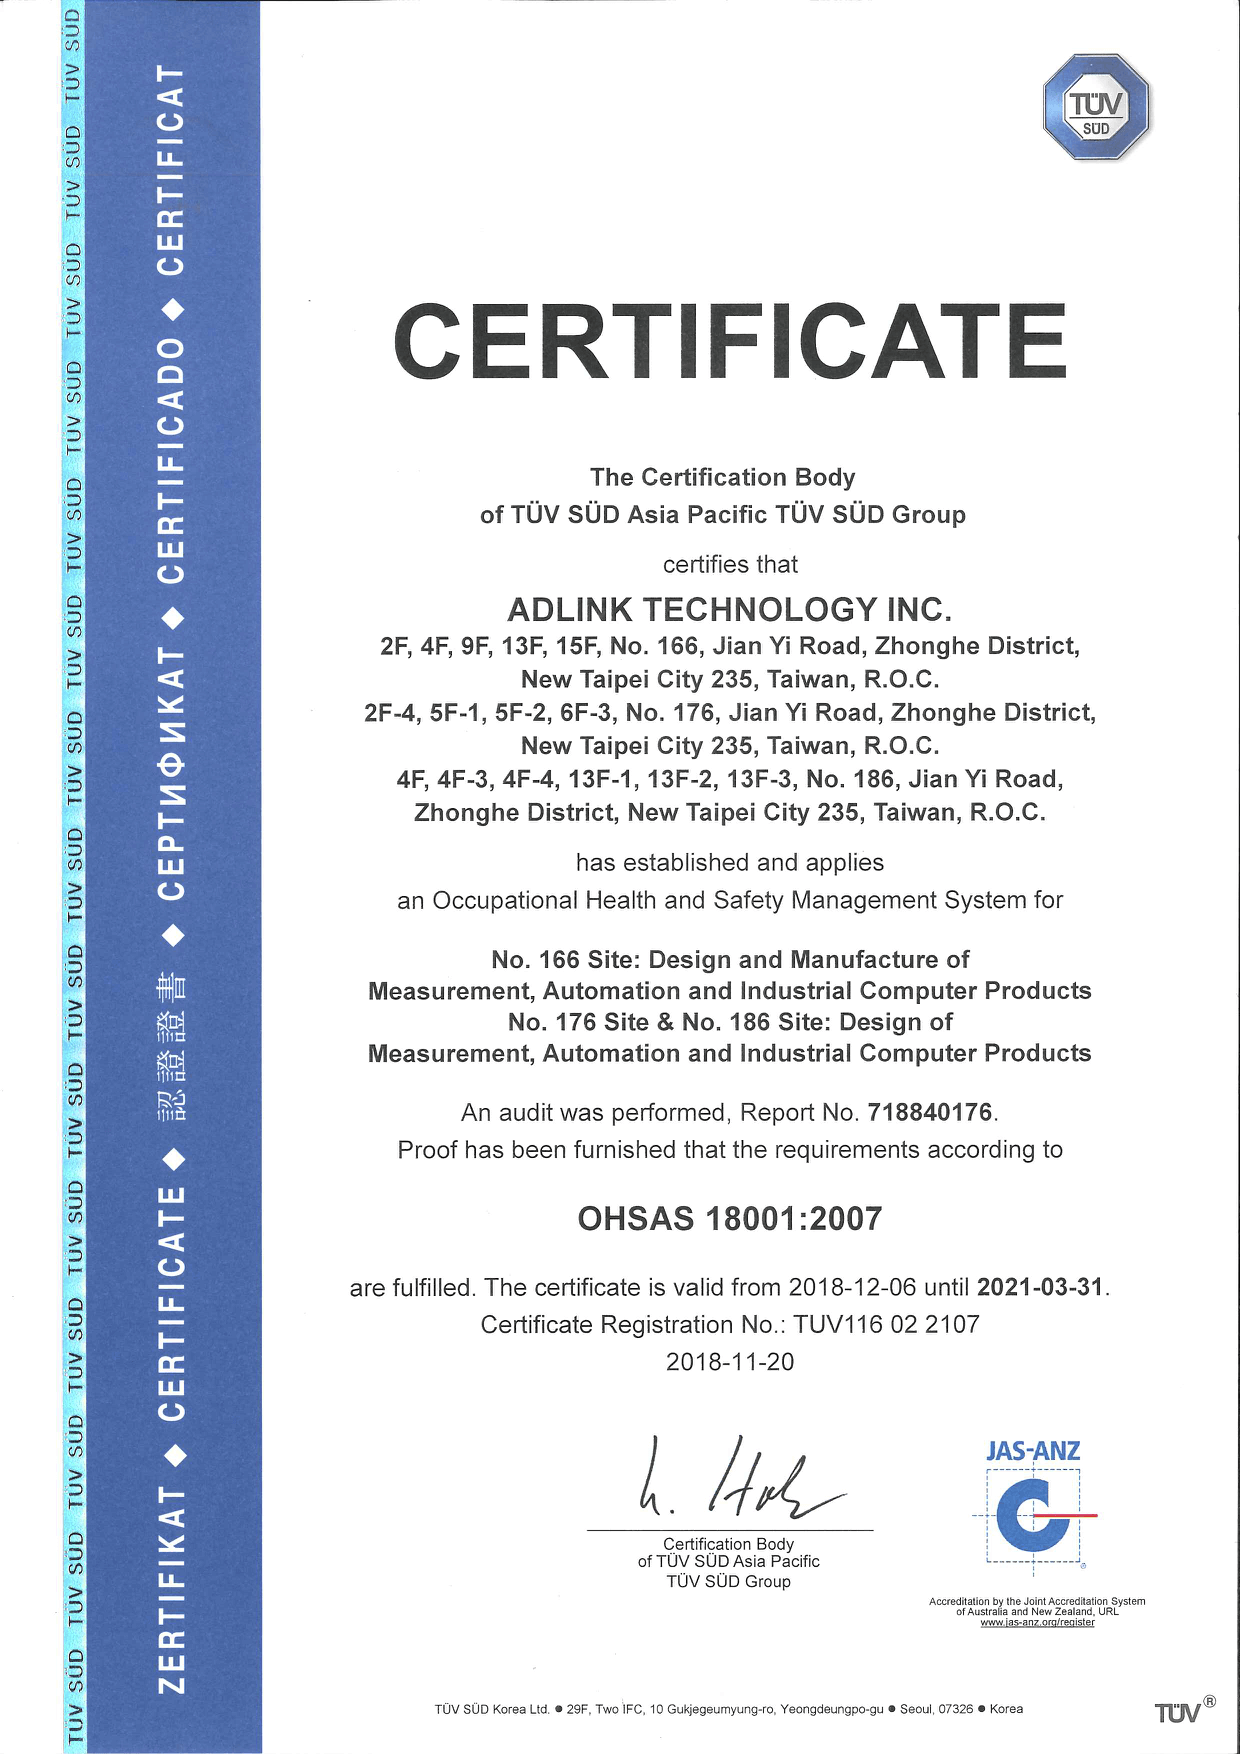 TÜV SÜD TÜV SÜD TÜV SÜD TÜV SÜD TÜV SÜD TÜV SÜD TÜV SÜD TÜV SÜD TÜV SÜD TÜV SÜD TÜV SÜD TÜV SÜD TÜV SÜD TÜV SÜD TÜV SÜD
ZERTIFIKAT ◆ CERTIFICATE ◆ 認證證書 ◆ СЕРТИФИКАТ ◆ CERTIFICADO ◆ CERTIFICAT
TÜV
SÜD
CERTIFICATE
The Certification Body
of TÜV SÜD Asia Pacific TÜV SÜD Group
certifies that
ADLINK TECHNOLOGY INC.
2F, 4F, 9F, 13F, 15F, No. 166, Jian Yi Road, Zhonghe District,
New Taipei City 235, Taiwan, R.O.C.
2F-4, 5F-1, 5F-2, 6F-3, No. 176, Jian Yi Road, Zhonghe District,
New Taipei City 235, Taiwan, R.O.C.
4F, 4F-3, 4F-4, 13F-1, 13F-2, 13F-3, No. 186, Jian Yi Road,
Zhonghe District, New Taipei City 235, Taiwan, R.O.C.
has established and applies
an Occupational Health and Safety Management System for
No. 166 Site: Design and Manufacture of
Measurement, Automation and Industrial Computer Products
No. 176 Site & No. 186 Site: Design of
Measurement, Automation and Industrial Computer Products
An audit was performed, Report No. 718840176.
Proof has been furnished that the requirements according to
OHSAS 18001:2007
are fulfilled. The certificate is valid from 2018-12-06 until 2021-03-31.
Certificate Registration No.: TUV116 02 2107
2018-11-20
Certification Body
of TÜV SÜD Asia Pacific
TÜV SÜD Group
JAS-ANZ
Accreditation by the Joint Accreditation System
of Australia and New Zealand, URL
www.jas-anz.org/register
TÜV SÜD Korea Ltd. ● 29F, Two IFC, 10 Gukjegeumyung-ro, Yeongdeungpo-gu ● Seoul, 07326 ● Korea
TÜV®